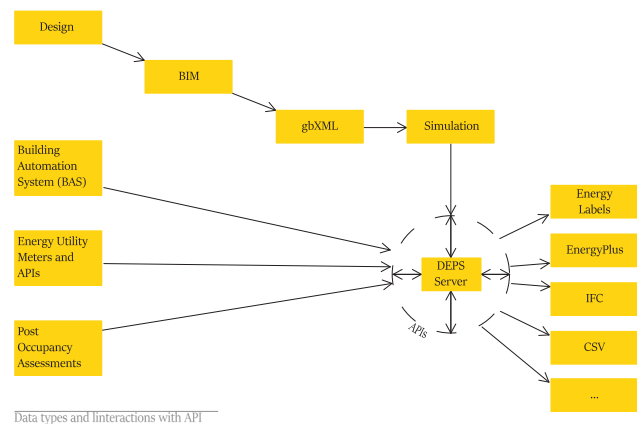 Design
BIM
gbXML
Simulation
Building
Automation
System (BAS)
Energy Utility
Meters and
APIs
Post
Occupancy
Assessments
DEPS
Server
APIs
Energy
Labels
EnergyPlus
IFC
CSV
...
Data types and linteractions with API